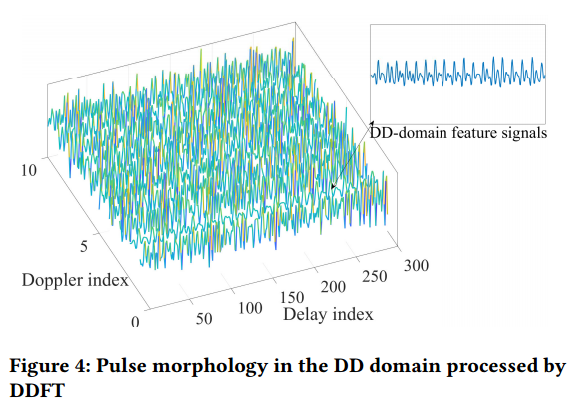 DD-domain feature signals
10
5
0
Doppler index
50
100
150
200
250
300
Delay index
Figure 4: Pulse morphology in the DD domain processed by
DDFT